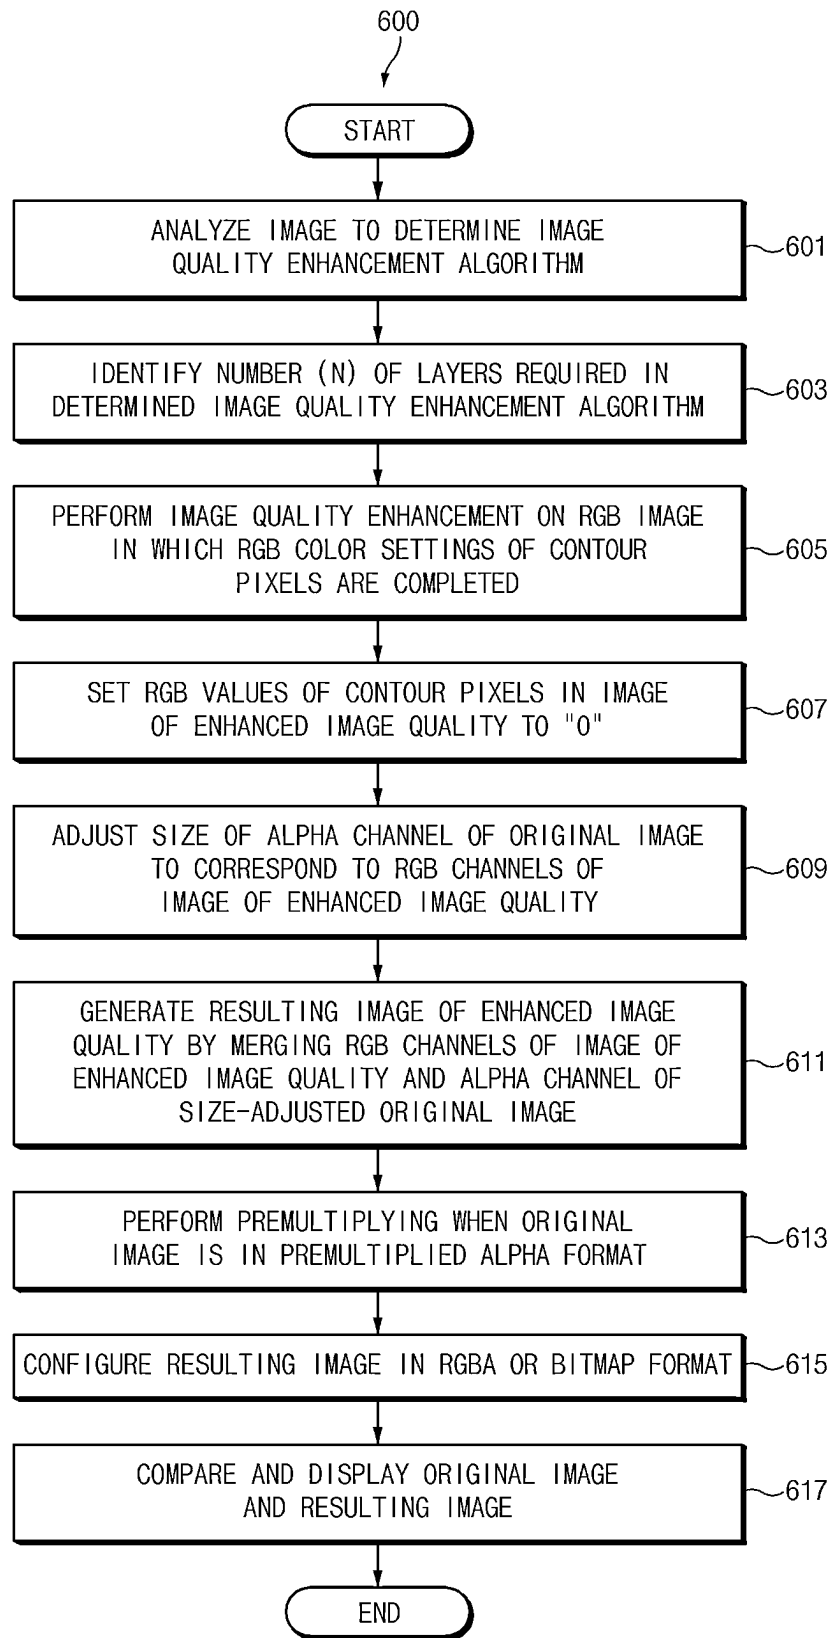 600
START
ANALYZE IMAGE TO DETERMINE IMAGE
QUALITY ENHANCEMENT ALGORITHM
601
IDENTIFY NUMBER (N) OF LAYERS REQUIRED IN
DETERMINED IMAGE QUALITY ENHANCEMENT ALGORITHM
603
PERFORM IMAGE QUALITY ENHANCEMENT ON RGB IMAGE
IN WHICH RGB COLOR SETTINGS OF CONTOUR
PIXELS ARE COMPLETED
605
SET RGB VALUES OF CONTOUR PIXELS IN IMAGE
OF ENHANCED IMAGE QUALITY TO "0"
607
ADJUST SIZE OF ALPHA CHANNEL OF ORIGINAL IMAGE
TO CORRESPOND TO RGB CHANNELS OF
IMAGE OF ENHANCED IMAGE QUALITY
609
GENERATE RESULTING IMAGE OF ENHANCED IMAGE
QUALITY BY MERGING RGB CHANNELS OF IMAGE OF
ENHANCED IMAGE QUALITY AND ALPHA CHANNEL OF
SIZE-ADJUSTED ORIGINAL IMAGE
611
PERFORM PREMULTIPLYING WHEN ORIGINAL
IMAGE IS IN PREMULTIPLIED ALPHA FORMAT
613
CONFIGURE RESULTING IMAGE IN RGBA OR BITMAP FORMAT
615
COMPARE AND DISPLAY ORIGINAL IMAGE
AND RESULTING IMAGE
617
END